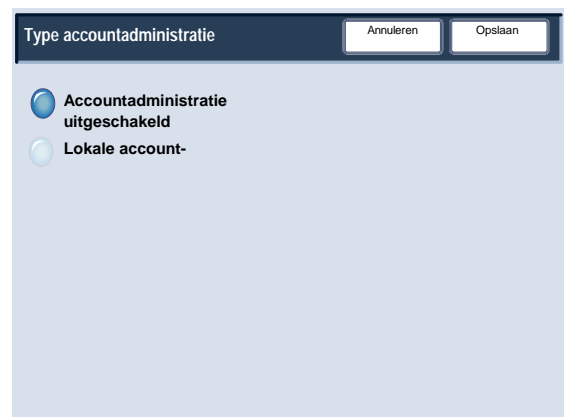 Type accountadministratie Annuleren Opslaan
Accountadministratie
uitgeschakeld
Lokale account-